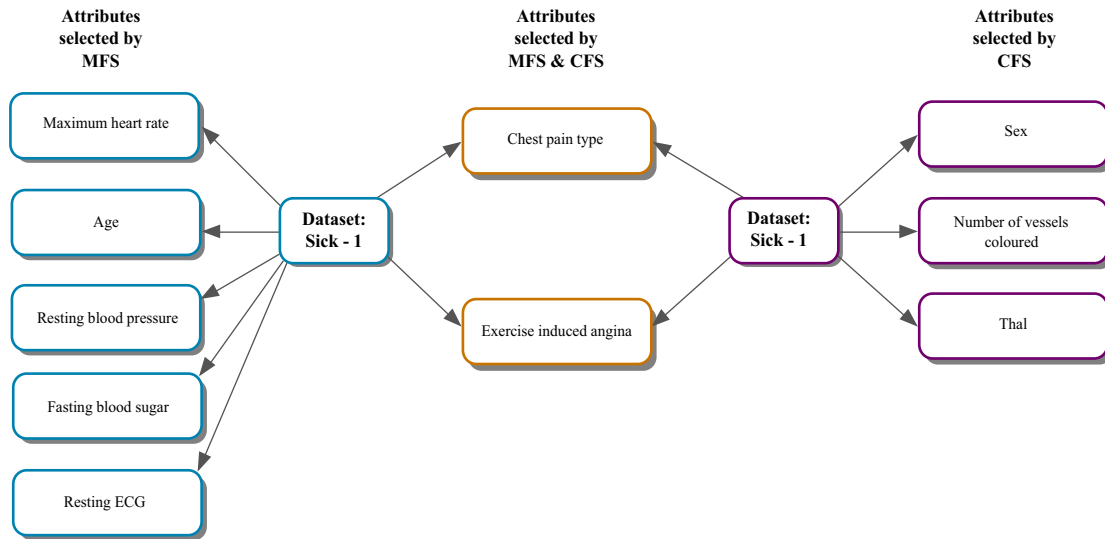 Attributes
selected by
MFS
Attributes
selected by
MFS & CFS
Attributes
selected by
CFS
Maximum heart rate
Age
Resting blood pressure
Fasting blood sugar
Resting ECG
Dataset:
Sick - 1
Chest pain type
Exercise induced angina
Dataset:
Sick - 1
Sex
Number of vessels
coloured
Thal